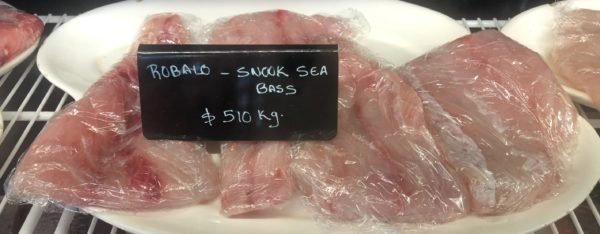 ROBALO - SNOOK SEA
BASS
$ 510 Kg.